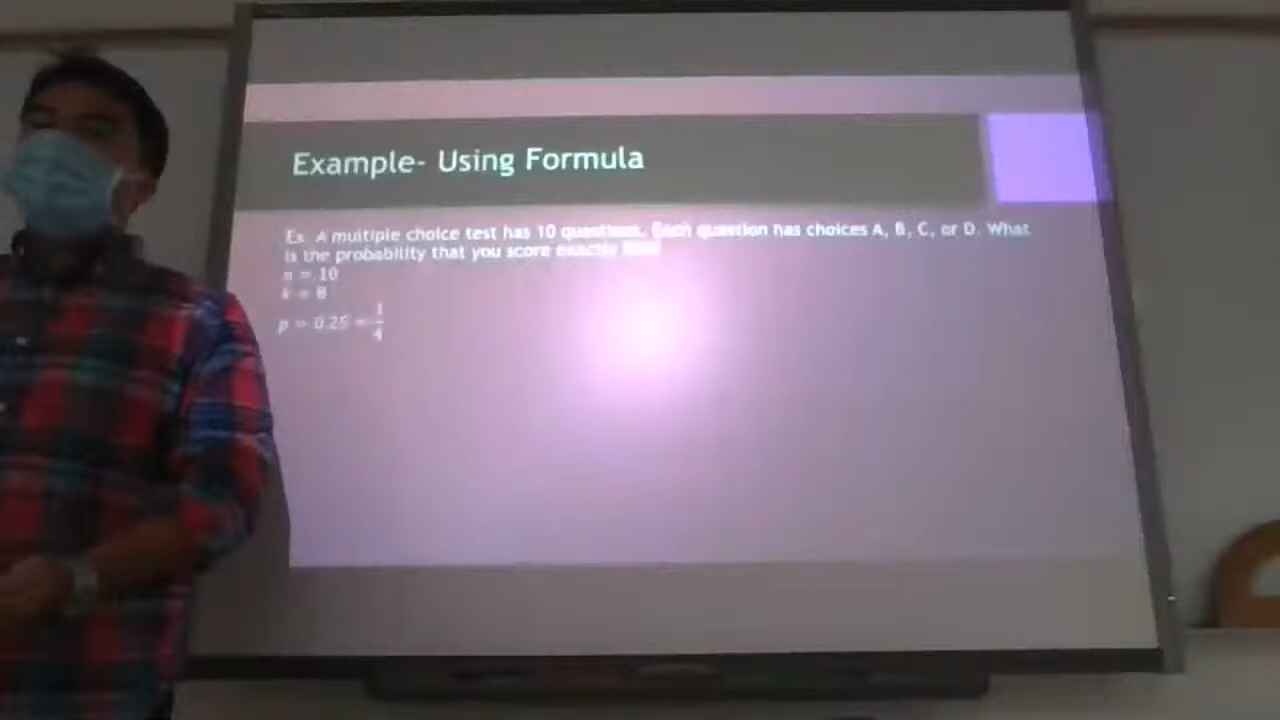 Example- Using Formula
Ex. A multiple choice test has 10 questions. Each question has choices A, B, C, or D. What
is the probability that you score exactly
n = 10
k = 8
p = 0.25 = 1/4